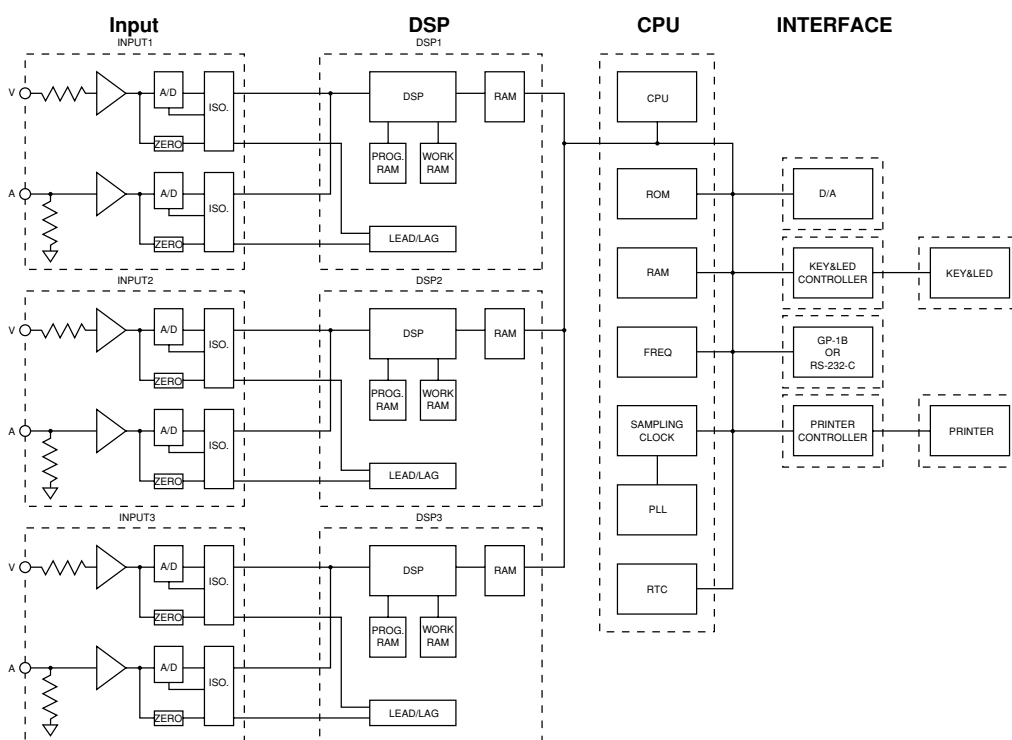 Input
DSP
CPU
INTERFACE
INPUT1
DSP1
V
A/D
ISO.
ZERO
A
A/D
ISO.
ZERO
DSP
RAM
PROG.
RAM
WORK
RAM
LEAD/LAG
INPUT2
DSP2
V
A/D
ISO.
ZERO
A
A/D
ISO.
ZERO
DSP
RAM
PROG.
RAM
WORK
RAM
LEAD/LAG
INPUT3
DSP3
V
A/D
ISO.
ZERO
A
A/D
ISO.
ZERO
DSP
RAM
PROG.
RAM
WORK
RAM
LEAD/LAG
CPU
ROM
RAM
FREQ
SAMPLING
CLOCK
PLL
RTC
D/A
KEY&LED
CONTROLLER
KEY&LED
GP-1B
OR
RS-232-C
PRINTER
CONTROLLER
PRINTER